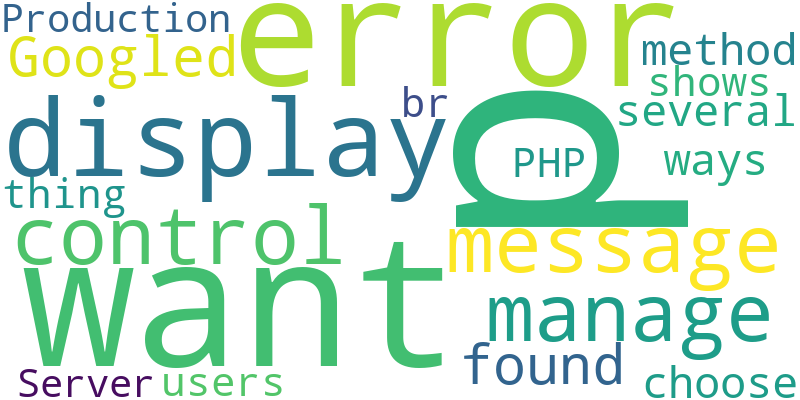 Production
error
Googled
method
shows
display
br
several
p
PHP
ways
thing
control
message
want
manage
found
Server
users
choose